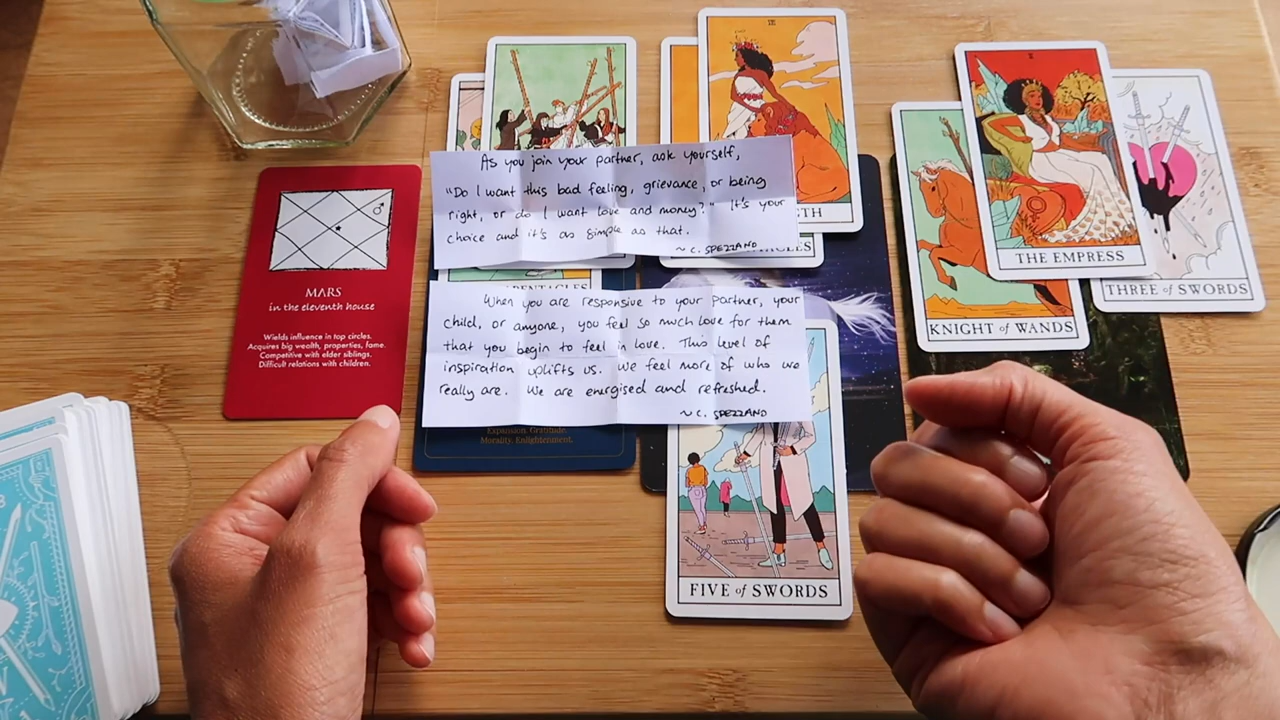 III
GTH
ACLES
As you join your partner, ask yourself,
"Do I want this bad feeling, grievance, or being
right, or do I want love and money?" It's your
choice and it's as simple as that.
~ C. SPEZZANO
PENTACLES
When you are responsive to your partner, your
child, or anyone, you feel so much love for them
that you begin to feel in love. This level of
inspiration uplifts us. We feel more of who we
really are. We are energised and refreshed.
~ C. SPEZZANO
Expansion. Gratitude.
Morality. Enlightenment.
MARS
in the eleventh house
Wields influence in top circles.
Acquires big wealth, properties, fame.
Competitive with elder siblings.
Difficult relations with children.
THE EMPRESS
THREE of SWORDS
KNIGHT of WANDS
FIVE of SWORDS